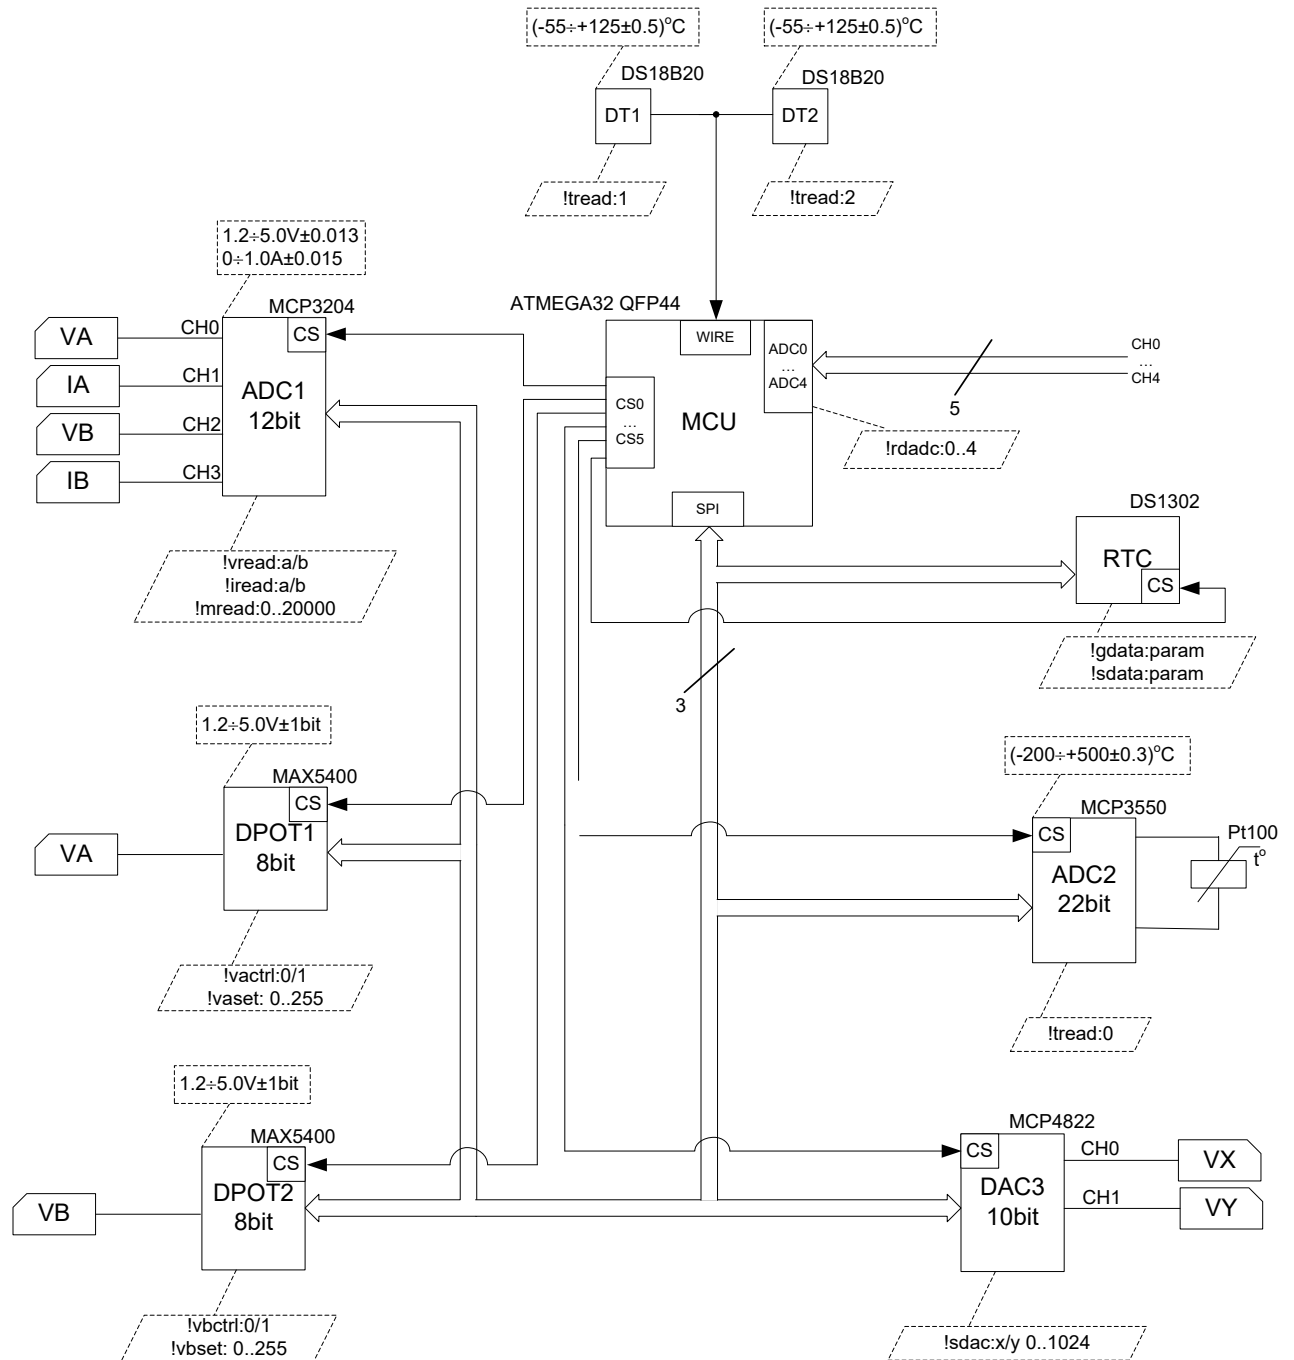 (-55÷+125±0.5)°C
(-55÷+125±0.5)°C
DS18B20
DS18B20
DT1
DT2
!tread:1
!tread:2
1.2÷5.0V±0.013
0÷1.0A±0.015
MCP3204
ATMEGA32 QFP44
VA
CH0
CS
WIRE
ADC0
...
ADC4
CH0
...
CH4
IA
CH1
ADC1
12bit
CS0
...
CS5
MCU
5
VB
CH2
!rdadc:0..4
IB
CH3
SPI
DS1302
RTC
CS
!vread:a/b
!iread:a/b
!mread:0..20000
!gdata:param
!sdata:param
3
1.2÷5.0V±1bit
(-200÷+500±0.3)°C
MAX5400
CS
DPOT1
8bit
VA
MCP3550
CS
ADC2
22bit
Pt100
t°
!vactrl:0/1
!vaset: 0..255
!tread:0
1.2÷5.0V±1bit
MAX5400
CS
DPOT2
8bit
VB
MCP4822
CS
DAC3
10bit
CH0
VX
CH1
VY
!vbctrl:0/1
!vbset: 0..255
!sdac:x/y 0..1024